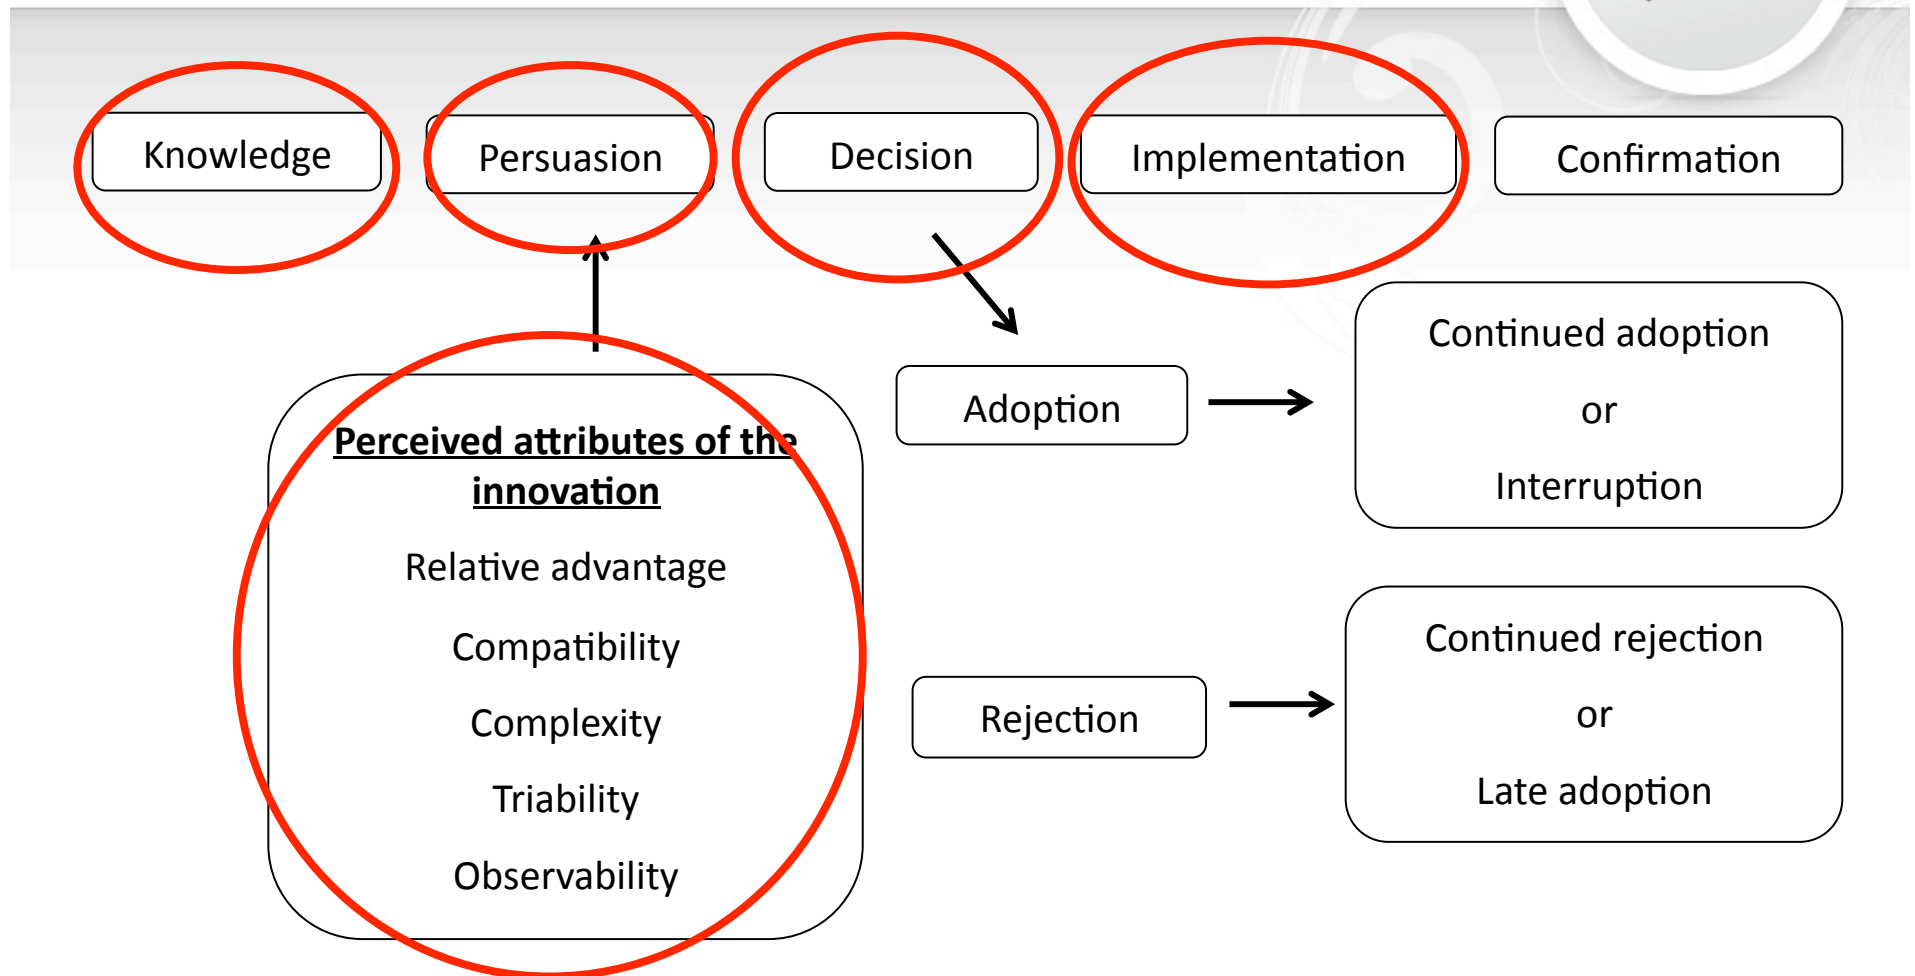 Knowledge
Persuasion
Decision
Implementation
Confirmation
Perceived attributes of the
innovation
Relative advantage
Compatibility
Complexity
Triability
Observability
Adoption
Continued adoption
or
Interruption
Rejection
Continued rejection
or
Late adoption